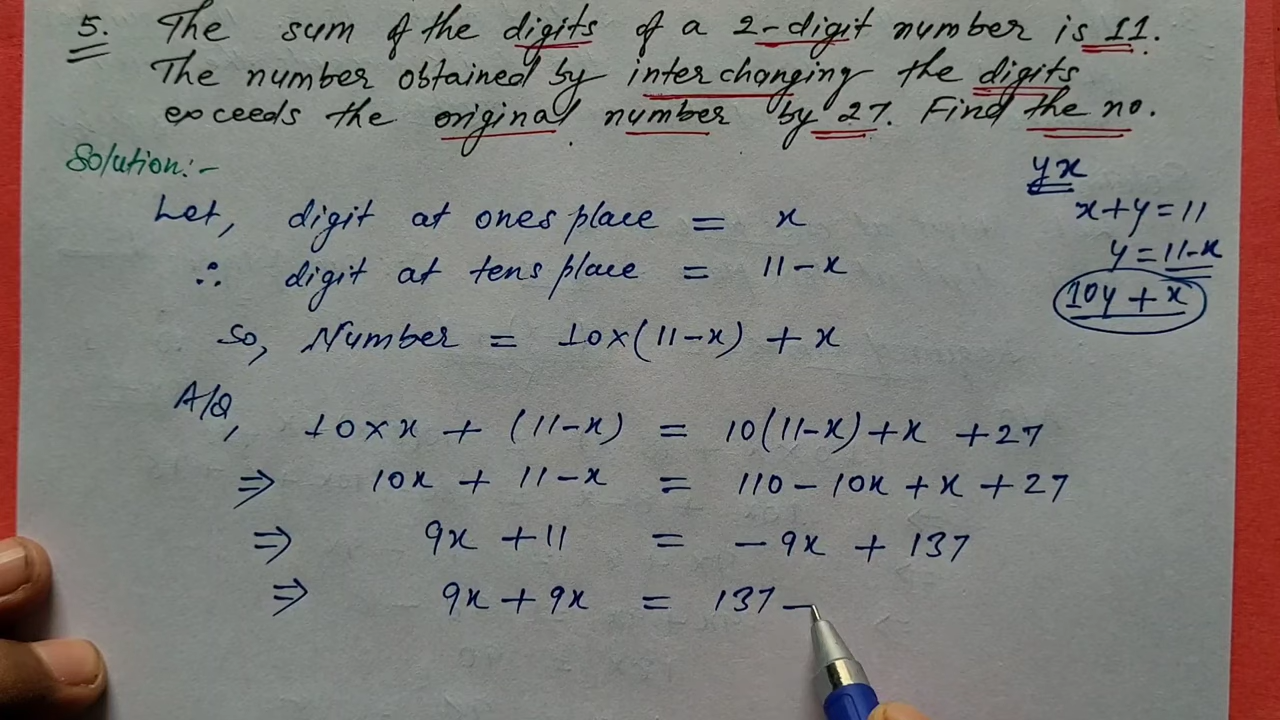 5. The sum of the digits of a 2-digit number is 11.
The number obtained by interchanging the digits
exceeds the original number by 27. Find the no.
Solution:-
yx
x+y=11
y=11-x
10y + x
Let, digit at ones place = x
∴ digit at tens place = 11-x
So, Number = 10×(11-x) + x
A/Q,
10×x + (11-x) = 10(11-x)+x +27
⇒ 10x + 11-x = 110-10x+x+27
⇒ 9x +11 = -9x + 137
⇒ 9x+9x = 137-